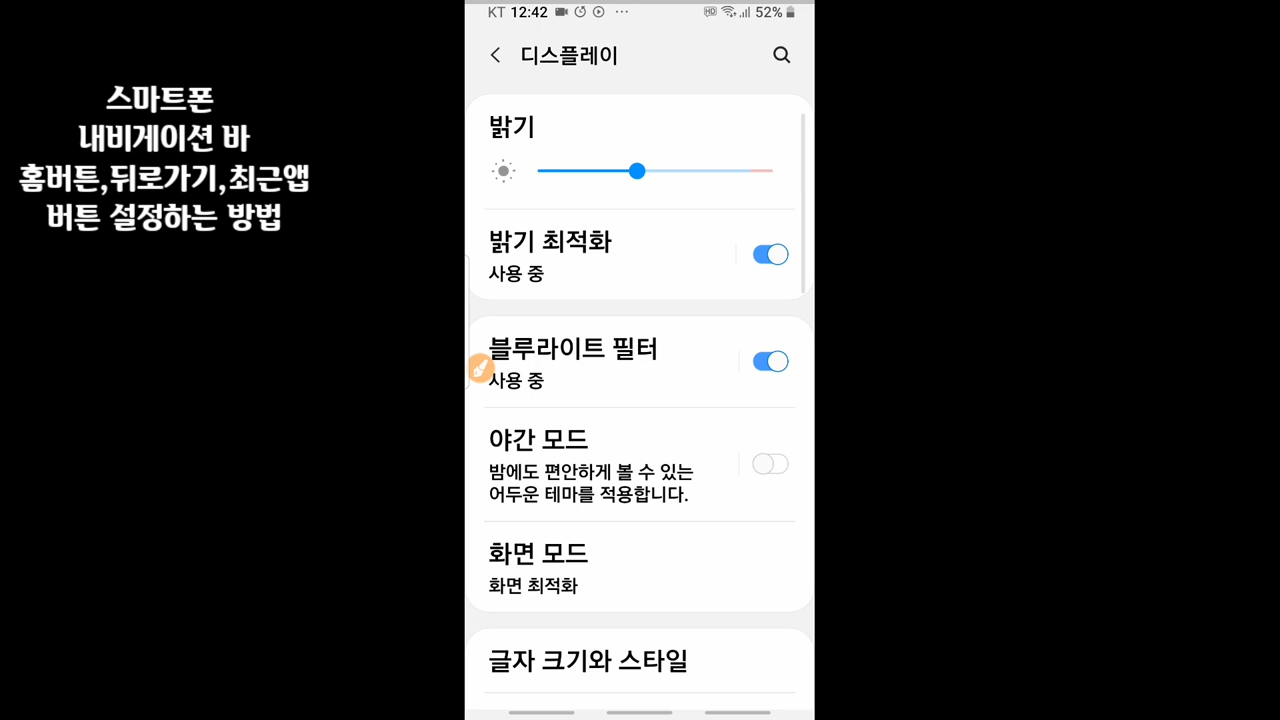 스마트폰
내비게이션 바
홈버튼,뒤로가기,최근앱
버튼 설정하는 방법
KT 12:42 ··· HD 52%
디스플레이
밝기
밝기 최적화
사용 중
블루라이트 필터
사용 중
야간 모드
밤에도 편안하게 볼 수 있는
어두운 테마를 적용합니다.
화면 모드
화면 최적화
글자 크기와 스타일